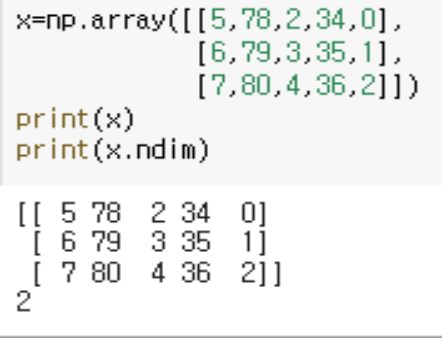 x=np.array([[5,78,2,34,0],
[6,79,3,35,1],
[7,80,4,36,2]])
print(x)
print(x.ndim)
[[ 5 78  2 34  0]
 [ 6 79  3 35  1]
 [ 7 80  4 36  2]]
2